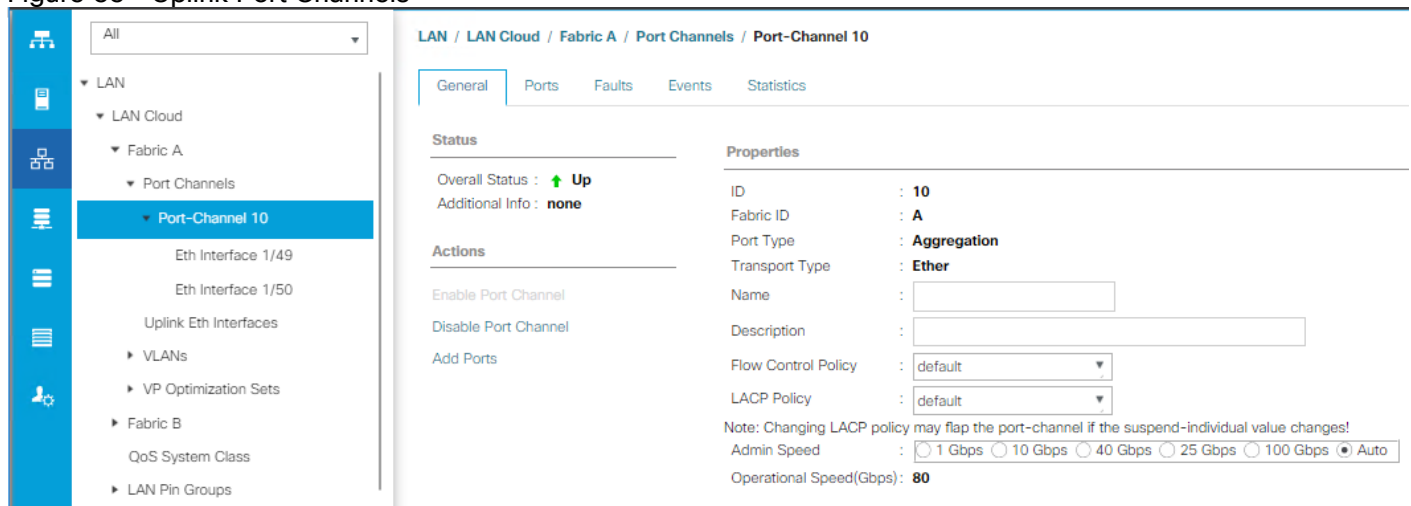 Figure 38 Uplink Port Channels
All
LAN
LAN Cloud
Fabric A
Port Channels
Port-Channel 10
Eth Interface 1/49
Eth Interface 1/50
Uplink Eth Interfaces
VLANs
VP Optimization Sets
Fabric B
QoS System Class
LAN Pin Groups
LAN / LAN Cloud / Fabric A / Port Channels / Port-Channel 10
General Ports Faults Events Statistics
Status
Overall Status : Up
Additional Info : none
Actions
Enable Port Channel
Disable Port Channel
Add Ports
Properties
ID : 10
Fabric ID : A
Port Type : Aggregation
Transport Type : Ether
Name :
Description :
Flow Control Policy : default
LACP Policy : default
Note: Changing LACP policy may flap the port-channel if the suspend-individual value changes!
Admin Speed : 1 Gbps 10 Gbps 40 Gbps 25 Gbps 100 Gbps Auto
Operational Speed(Gbps) : 80